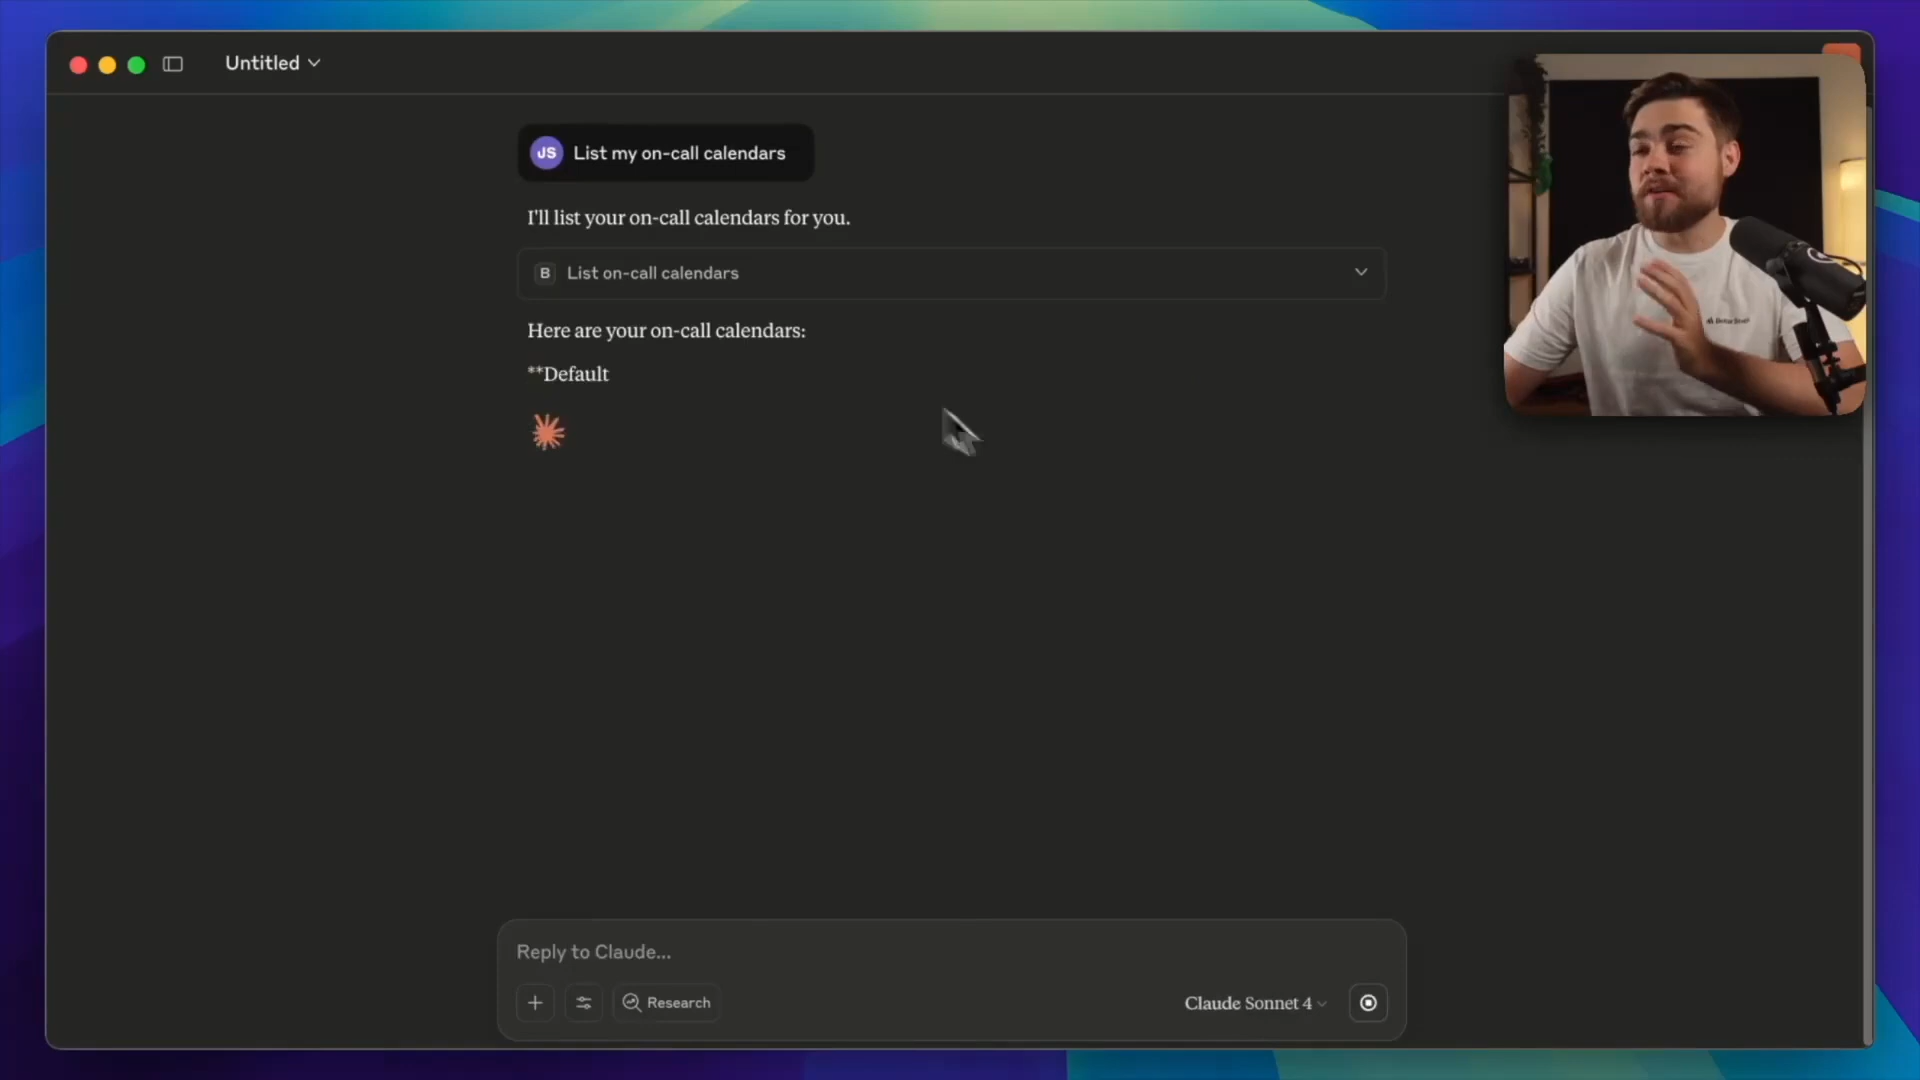 Untitled
JS List my on-call calendars
I'll list your on-call calendars for you.
B List on-call calendars
Here are your on-call calendars:
**Default
Reply to Claude...
Research
Claude Sonnet 4